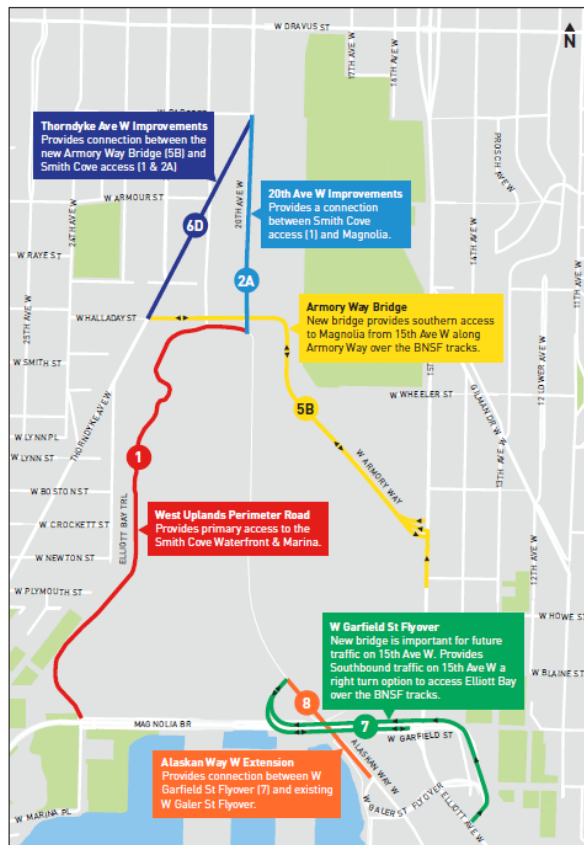 W DRAVUS ST
N
17TH AVE W
16TH AVE W
Thorndyke Ave W Improvements
Provides connection between the
new Armory Way Bridge (5B) and
Smith Cove access (1 & 2A)
PROSCH AVE W
W ARMOUR ST
24TH AVE W
20TH AVE W
20th Ave W Improvements
Provides a connection
between Smith Cove
access (1) and Magnolia.
14TH AVE W
6D
W RAYE ST
2A
11TH AVE W
25TH AVE W
W HALLADAY ST
Armory Way Bridge
New bridge provides southern access
to Magnolia from 15th Ave W along
Armory Way over the BNSF tracks.
W SMITH ST
12 LOWER AVE W
W WHEELER ST
GILMAN DR W
THORNDYKE AVE W
5B
W LYNN PL
W LYNN ST
1
13TH AVE W
W ARMORY WAY
W BOSTON ST
ELLIOTT BAY TRL
West Uplands Perimeter Road
Provides primary access to the
Smith Cove Waterfront & Marina.
W CROCKETT ST
W NEWTON ST
12TH AVE W
W PLYMOUTH ST
W HOWE ST
W Garfield St Flyover
New bridge is important for future
traffic on 15th Ave W. Provides
Southbound traffic on 15th Ave W a
right turn option to access Elliott Bay
over the BNSF tracks.
W BLAINE ST
8
MAGNOLIA BR
7
W GARFIELD ST
Alaskan Way W Extension
Provides connection between W
Garfield St Flyover (7) and existing
W Galer St Flyover.
ALASKAN WAY W
W GALER ST FLYOVER
ELLIOTT AVE W
W MARINA PL